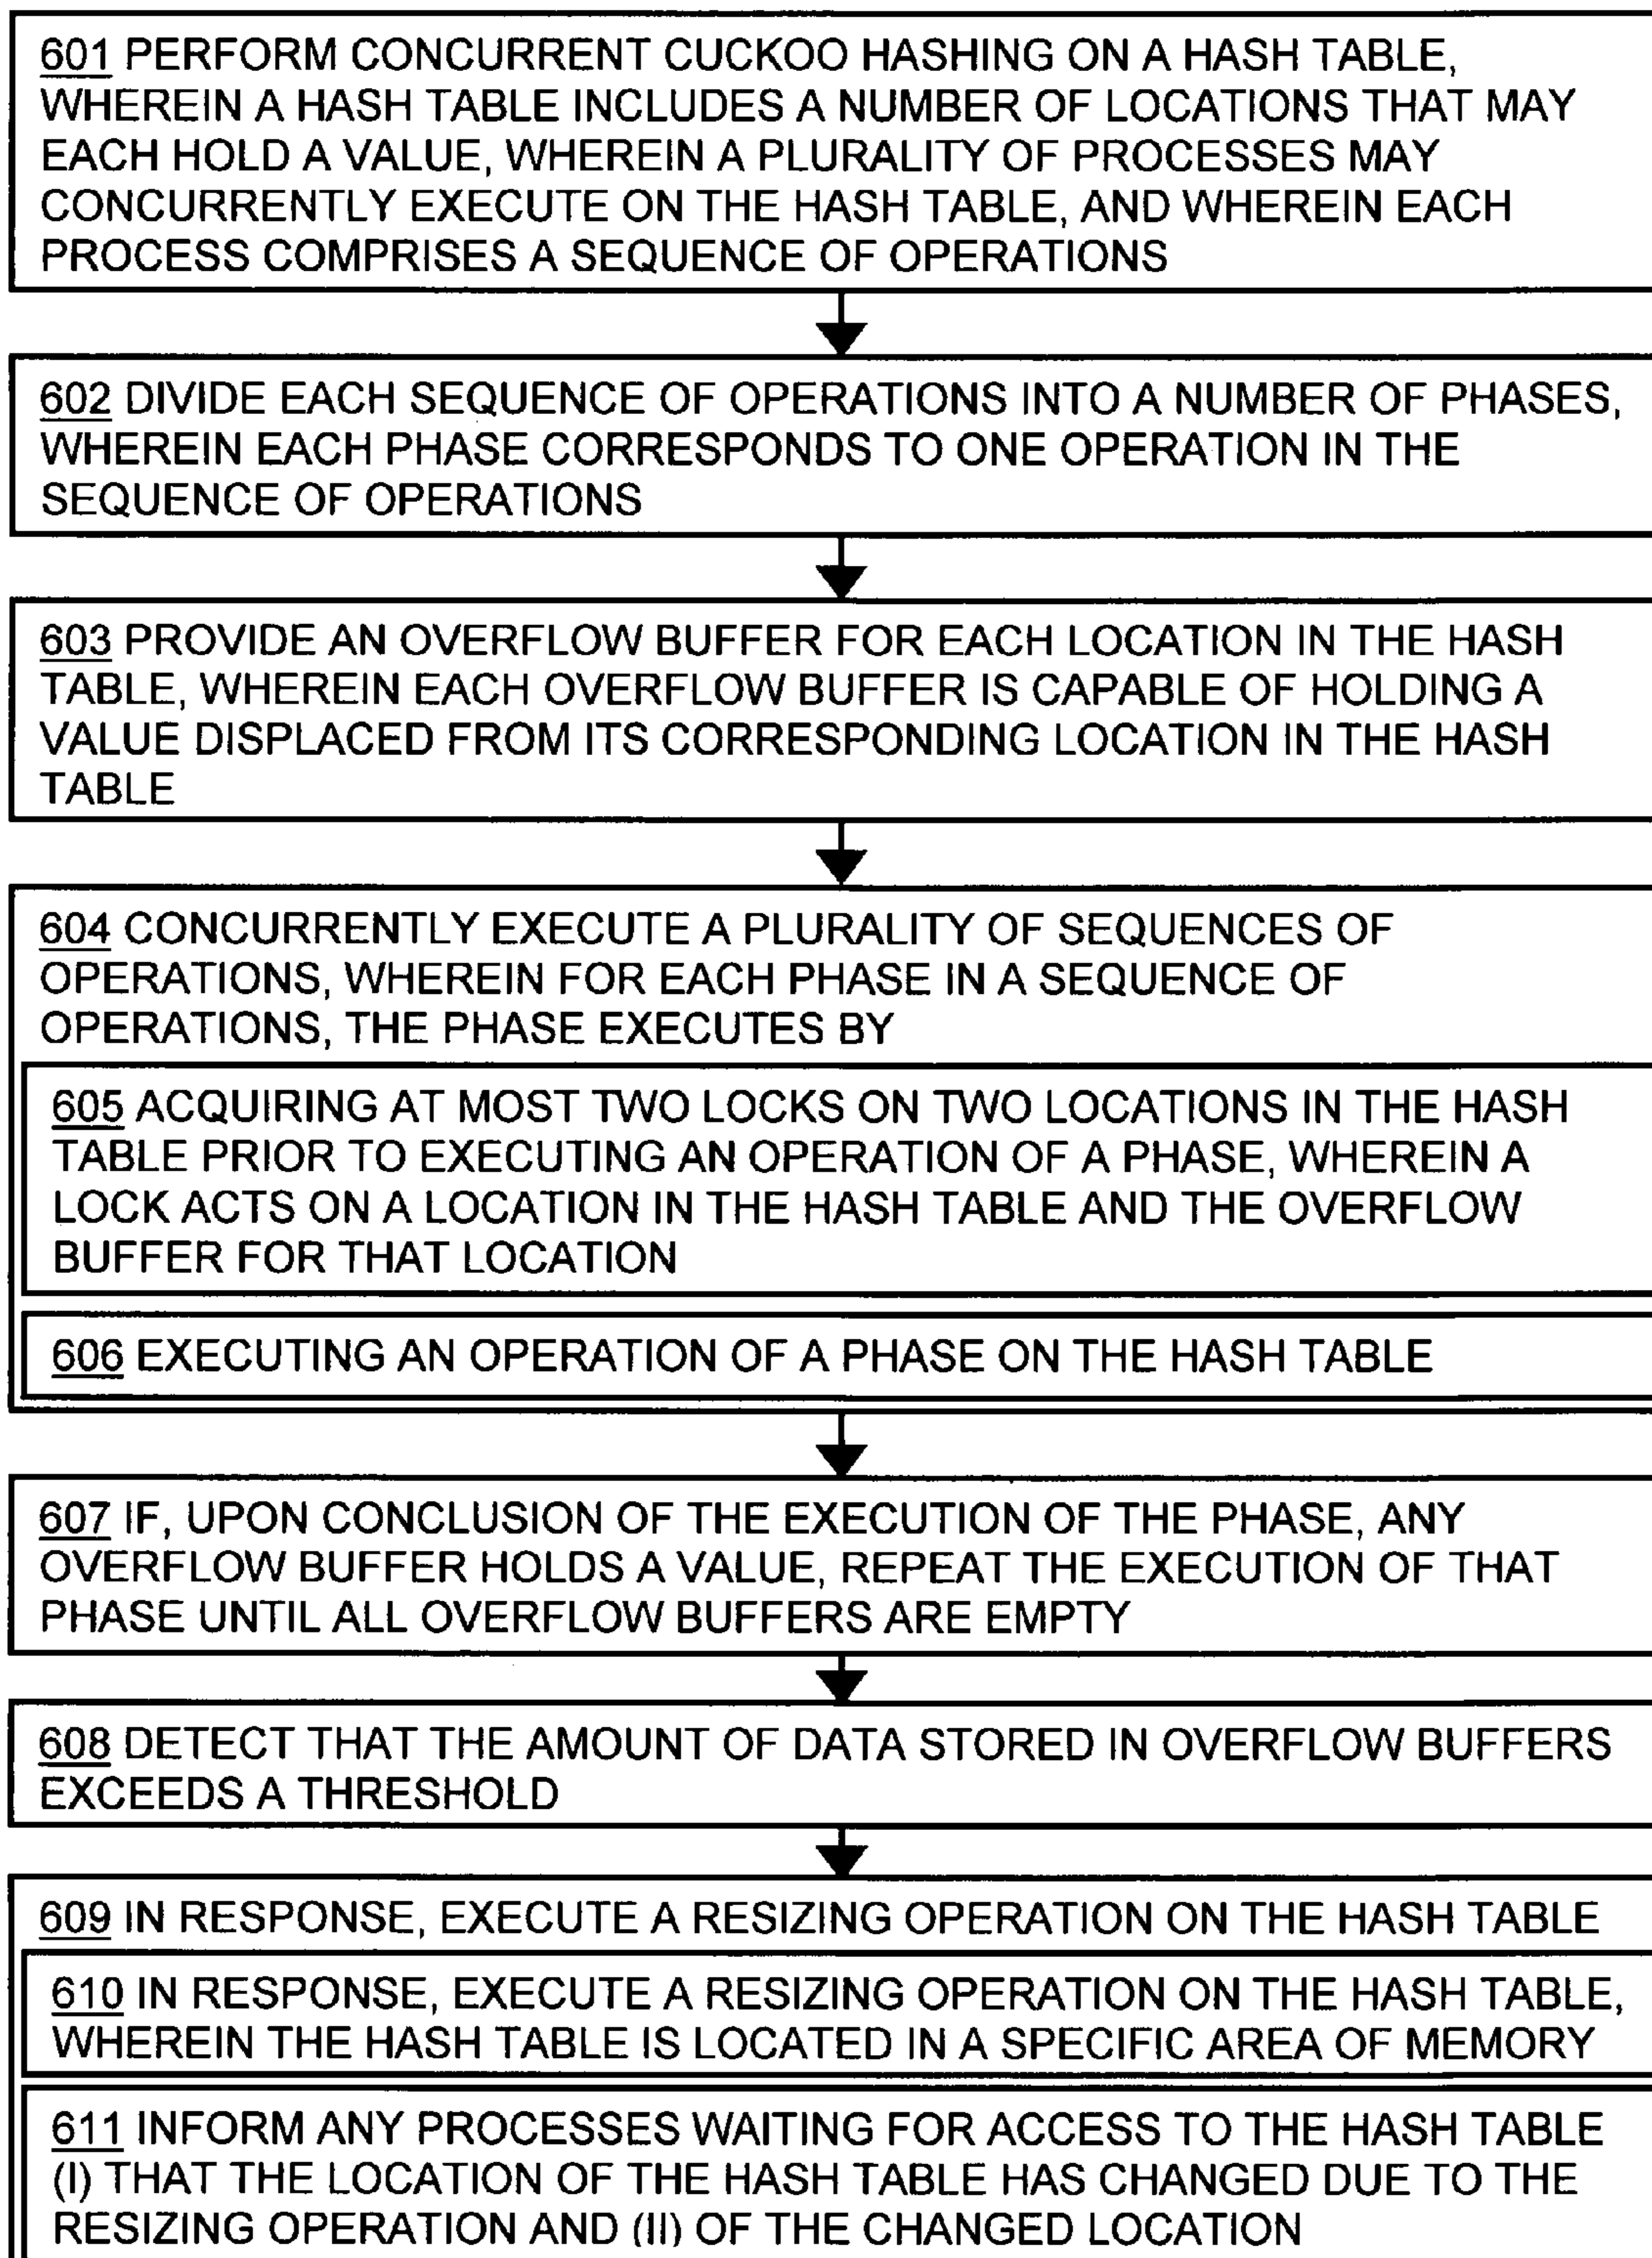 601 PERFORM CONCURRENT CUCKOO HASHING ON A HASH TABLE,
WHEREIN A HASH TABLE INCLUDES A NUMBER OF LOCATIONS THAT MAY
EACH HOLD A VALUE, WHEREIN A PLURALITY OF PROCESSES MAY
CONCURRENTLY EXECUTE ON THE HASH TABLE, AND WHEREIN EACH
PROCESS COMPRISES A SEQUENCE OF OPERATIONS
602 DIVIDE EACH SEQUENCE OF OPERATIONS INTO A NUMBER OF PHASES,
WHEREIN EACH PHASE CORRESPONDS TO ONE OPERATION IN THE
SEQUENCE OF OPERATIONS
603 PROVIDE AN OVERFLOW BUFFER FOR EACH LOCATION IN THE HASH
TABLE, WHEREIN EACH OVERFLOW BUFFER IS CAPABLE OF HOLDING A
VALUE DISPLACED FROM ITS CORRESPONDING LOCATION IN THE HASH
TABLE
604 CONCURRENTLY EXECUTE A PLURALITY OF SEQUENCES OF
OPERATIONS, WHEREIN FOR EACH PHASE IN A SEQUENCE OF
OPERATIONS, THE PHASE EXECUTES BY
605 ACQUIRING AT MOST TWO LOCKS ON TWO LOCATIONS IN THE HASH
TABLE PRIOR TO EXECUTING AN OPERATION OF A PHASE, WHEREIN A
LOCK ACTS ON A LOCATION IN THE HASH TABLE AND THE OVERFLOW
BUFFER FOR THAT LOCATION
606 EXECUTING AN OPERATION OF A PHASE ON THE HASH TABLE
607 IF, UPON CONCLUSION OF THE EXECUTION OF THE PHASE, ANY
OVERFLOW BUFFER HOLDS A VALUE, REPEAT THE EXECUTION OF THAT
PHASE UNTIL ALL OVERFLOW BUFFERS ARE EMPTY
608 DETECT THAT THE AMOUNT OF DATA STORED IN OVERFLOW BUFFERS
EXCEEDS A THRESHOLD
609 IN RESPONSE, EXECUTE A RESIZING OPERATION ON THE HASH TABLE
610 IN RESPONSE, EXECUTE A RESIZING OPERATION ON THE HASH TABLE,
WHEREIN THE HASH TABLE IS LOCATED IN A SPECIFIC AREA OF MEMORY
611 INFORM ANY PROCESSES WAITING FOR ACCESS TO THE HASH TABLE
(I) THAT THE LOCATION OF THE HASH TABLE HAS CHANGED DUE TO THE
RESIZING OPERATION AND (II) OF THE CHANGED LOCATION